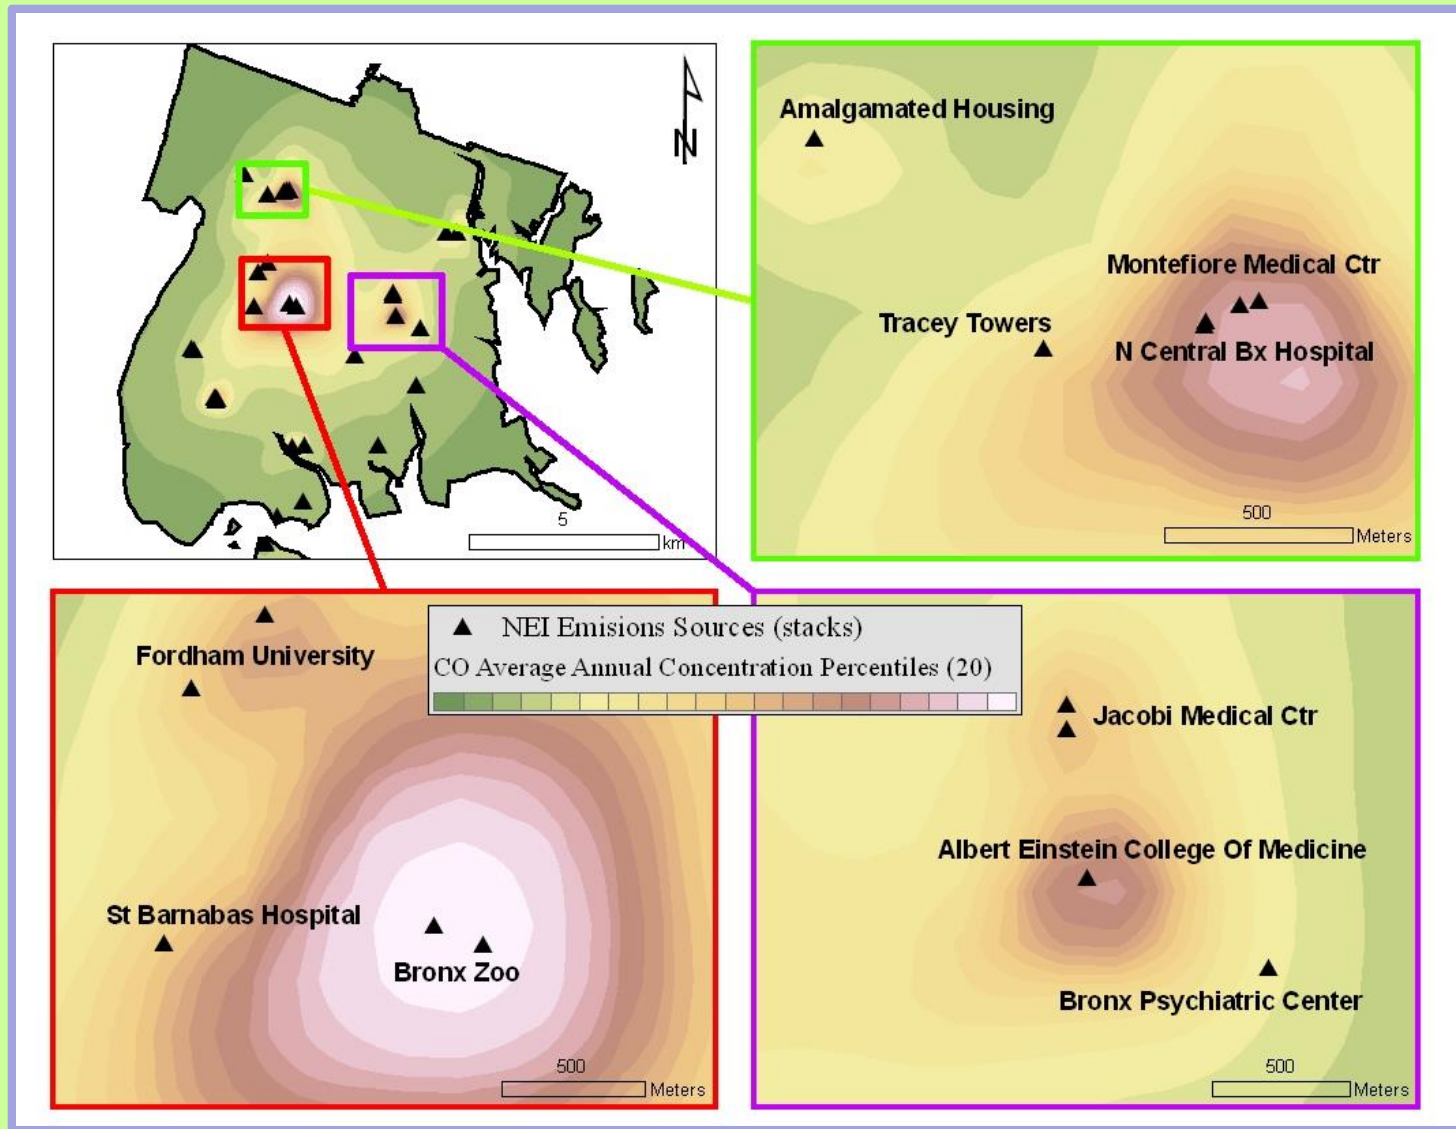 N
5
km
Amalgamated Housing
Montefiore Medical Ctr
Tracey Towers
N Central Bx Hospital
500
Meters
NEI Emisions Sources (stacks)
CO Average Annual Concentration Percentiles (20)
Fordham University
St Barnabas Hospital
Bronx Zoo
500
Meters
Jacobi Medical Ctr
Albert Einstein College Of Medicine
Bronx Psychiatric Center
500
Meters